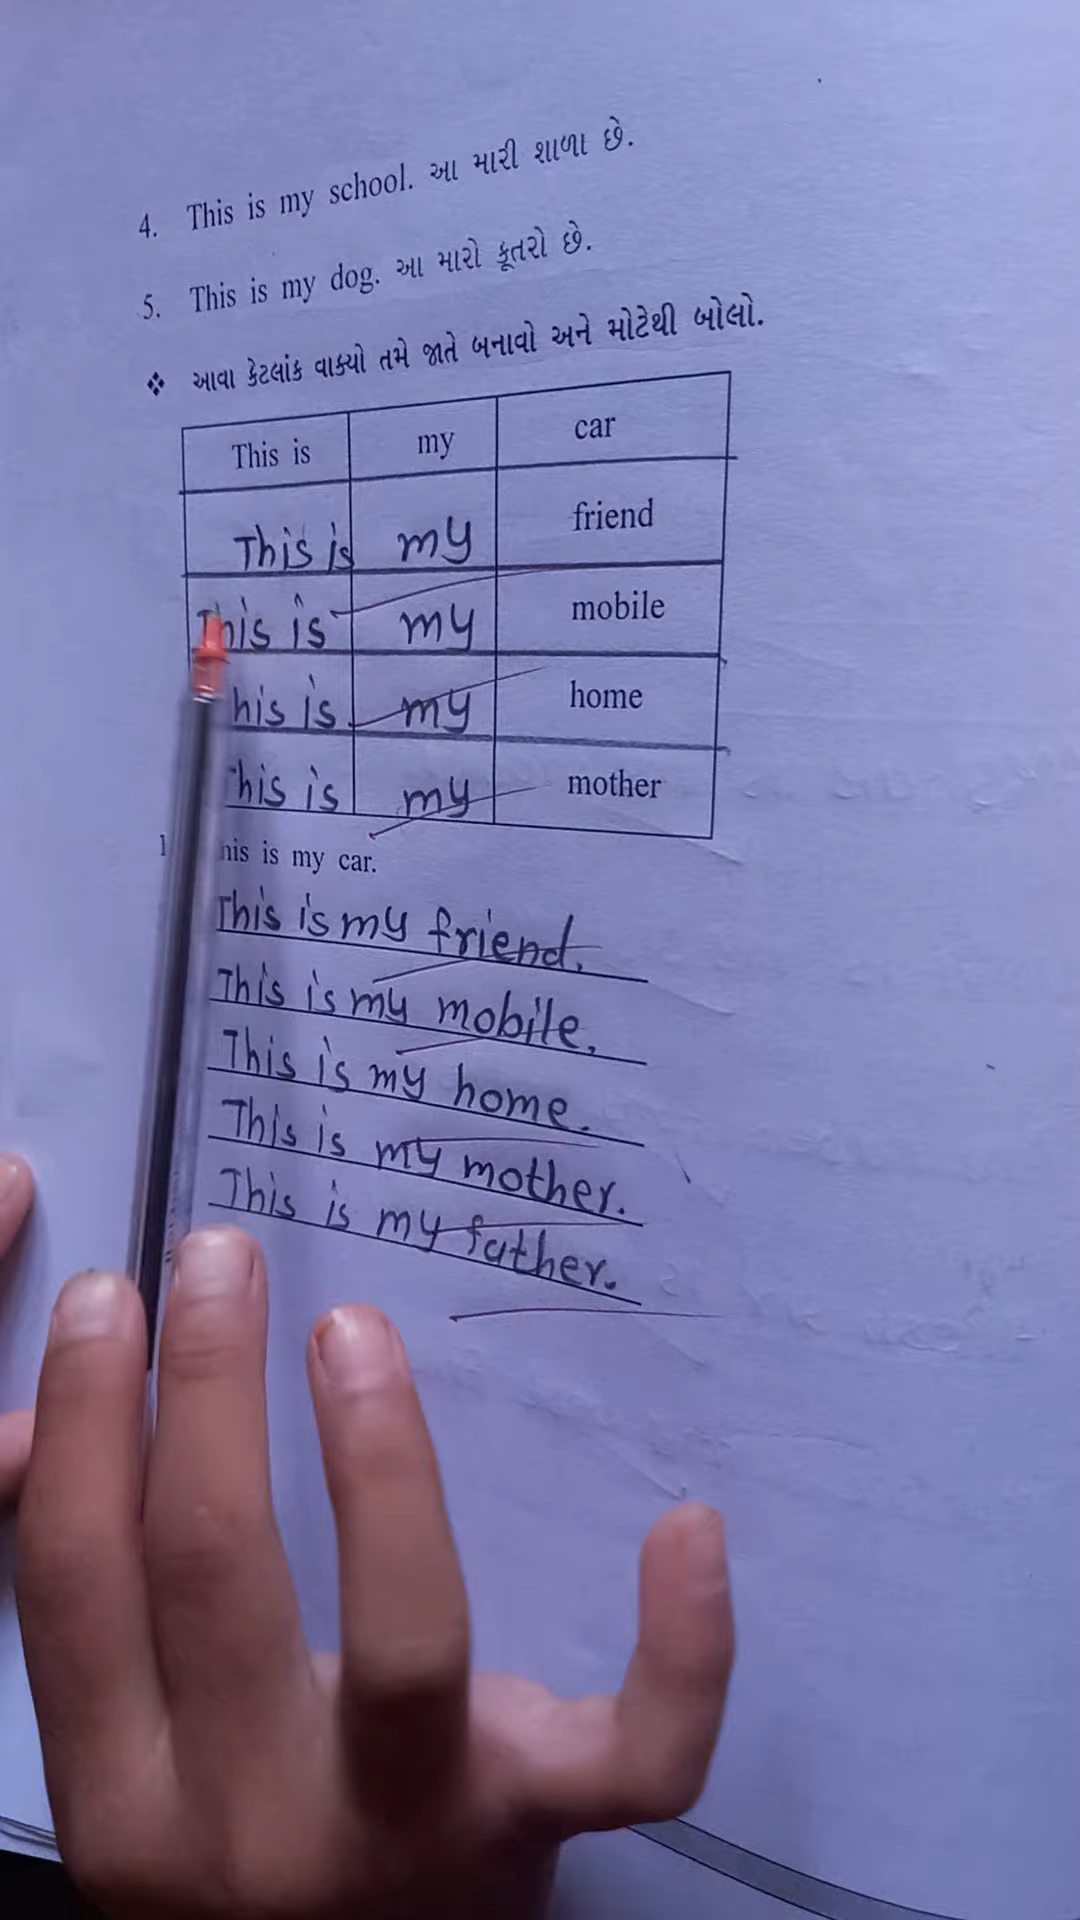 4. This is my school. આ મારી શાળા છે.
5. This is my dog. આ મારો કૂતરો છે.
❖ આવા કેટલાંક વાક્યો તમે જાતે બનાવો અને મોટેથી બોલો.
This is my car
This is my friend
This is my mobile
his is my home
his is my mother
1 his is my car.
This is my friend.
This is my mobile.
This is my home.
This is my mother.
This is my father.